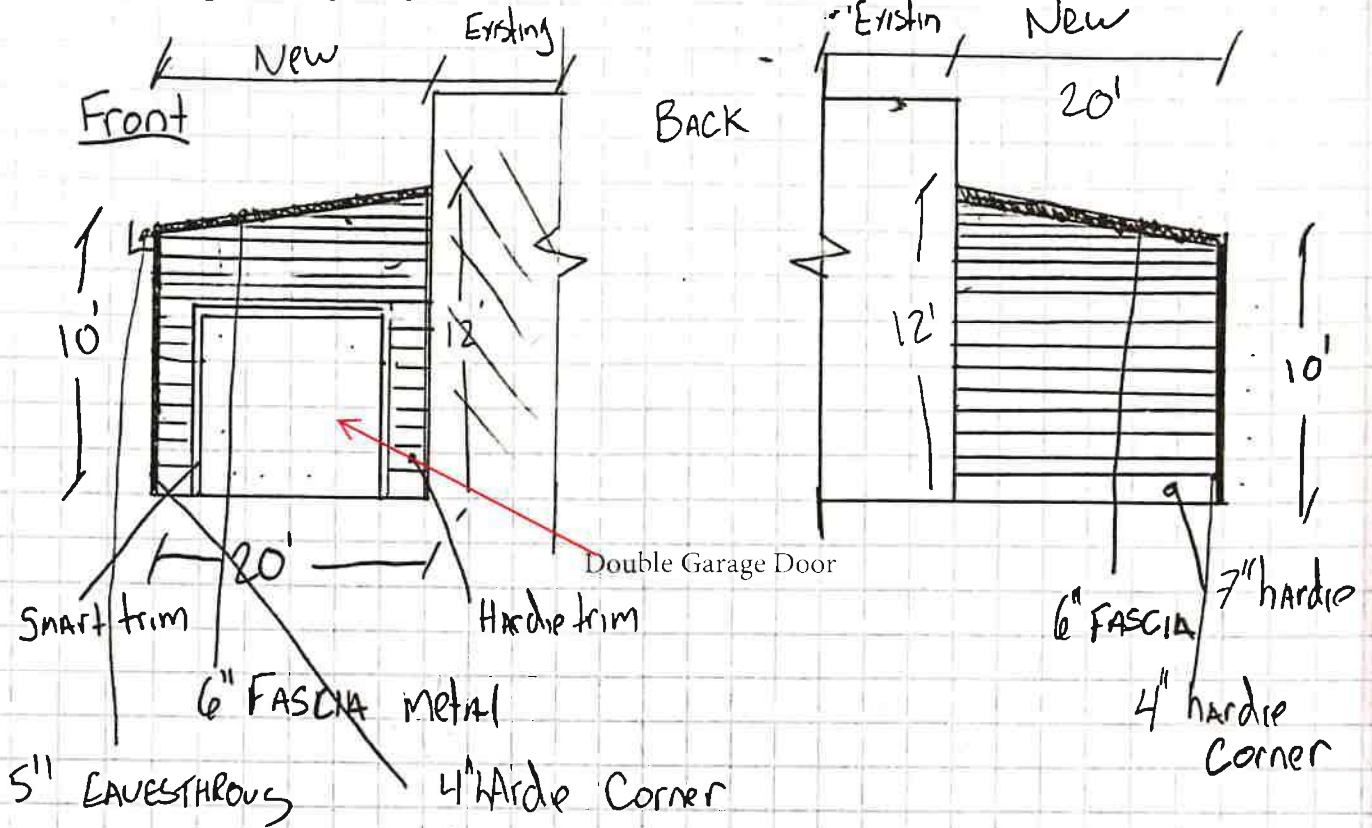 New
Existing
Front
10'
12'
20'
Double Garage Door
Smart trim
Hardie trim
6" FASCIA metal
5" EAVESTHROUS
4" hArdie Corner
BACK
Existin
New
20'
12'
10'
6" FASCIA
7" hardie
4" hardie
Corner